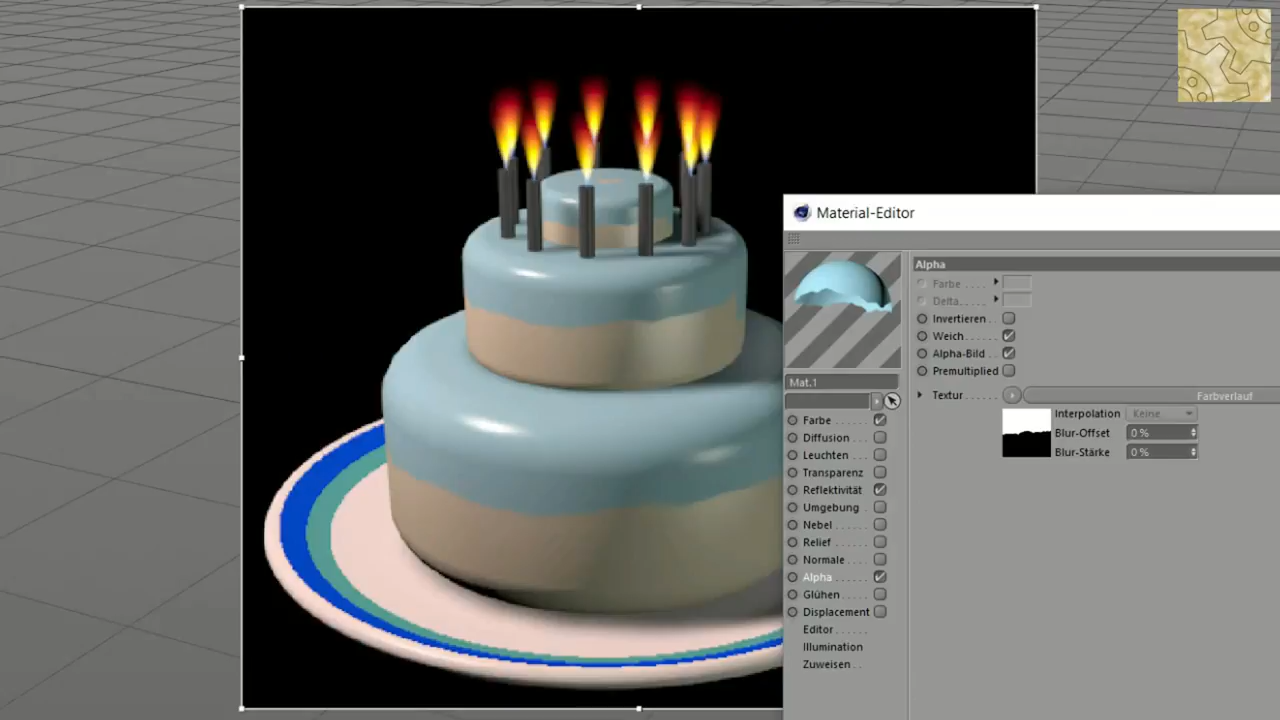 Material-Editor
Alpha
Farbe . . . .
Delta. . . . .
Invertieren . .
Weich . . . . .
Alpha-Bild . .
Premultiplied
Textur . . . . . Farbverlauf
Interpolation Keine
Blur-Offset 0 %
Blur-Stärke 0 %
Mat.1
Farbe . . . . .
Diffusion . . .
Leuchten . . .
Transparenz
Reflektivität
Umgebung .
Nebel . . . . .
Relief . . . . .
Normale . . .
Alpha . . . . .
Glühen . . . .
Displacement
Editor . . . . .
Illumination
Zuweisen . .